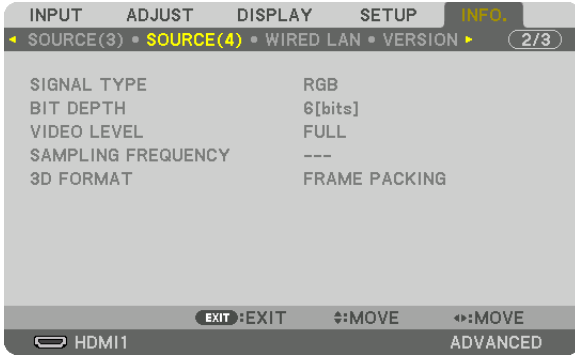 INPUT ADJUST DISPLAY SETUP INFO.
◂ SOURCE(3) • SOURCE(4) • WIRED LAN • VERSION ▸ 2/3
SIGNAL TYPE RGB
BIT DEPTH 6[bits]
VIDEO LEVEL FULL
SAMPLING FREQUENCY ---
3D FORMAT FRAME PACKING
EXIT :EXIT :MOVE :MOVE
HDMI1 ADVANCED